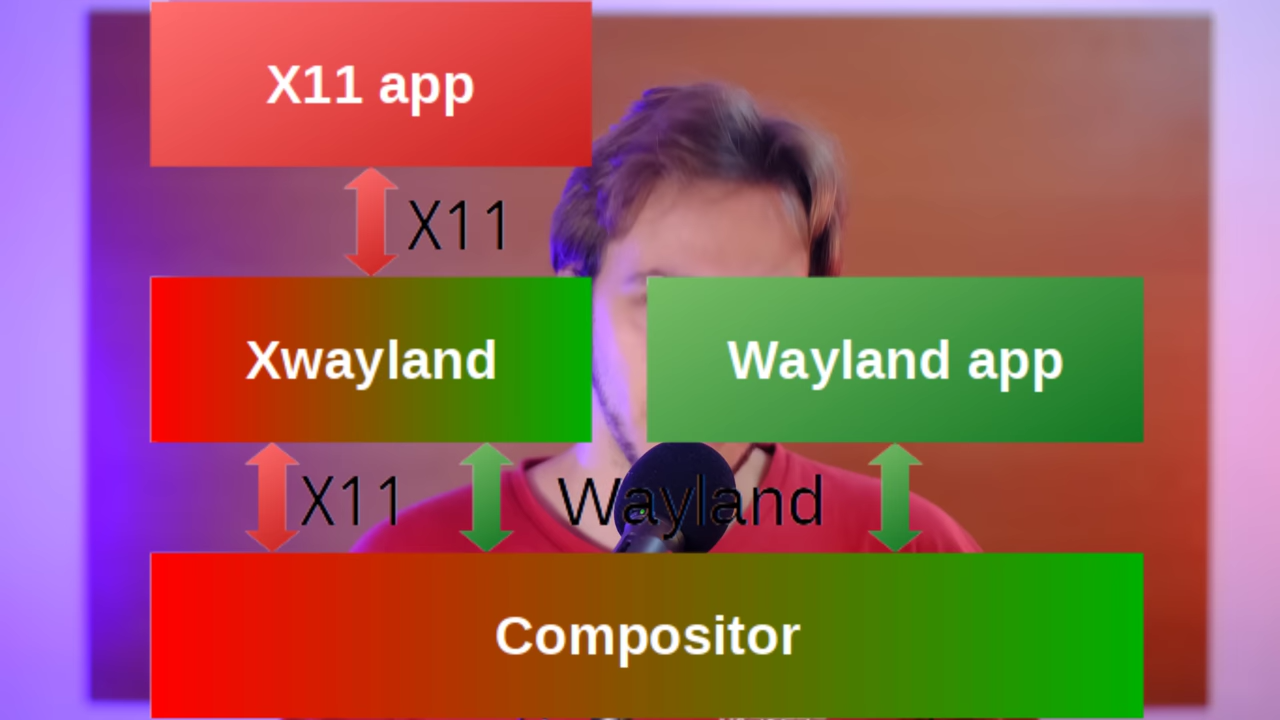 X11 app
X11
Xwayland
Wayland app
X11
Wayland
Compositor